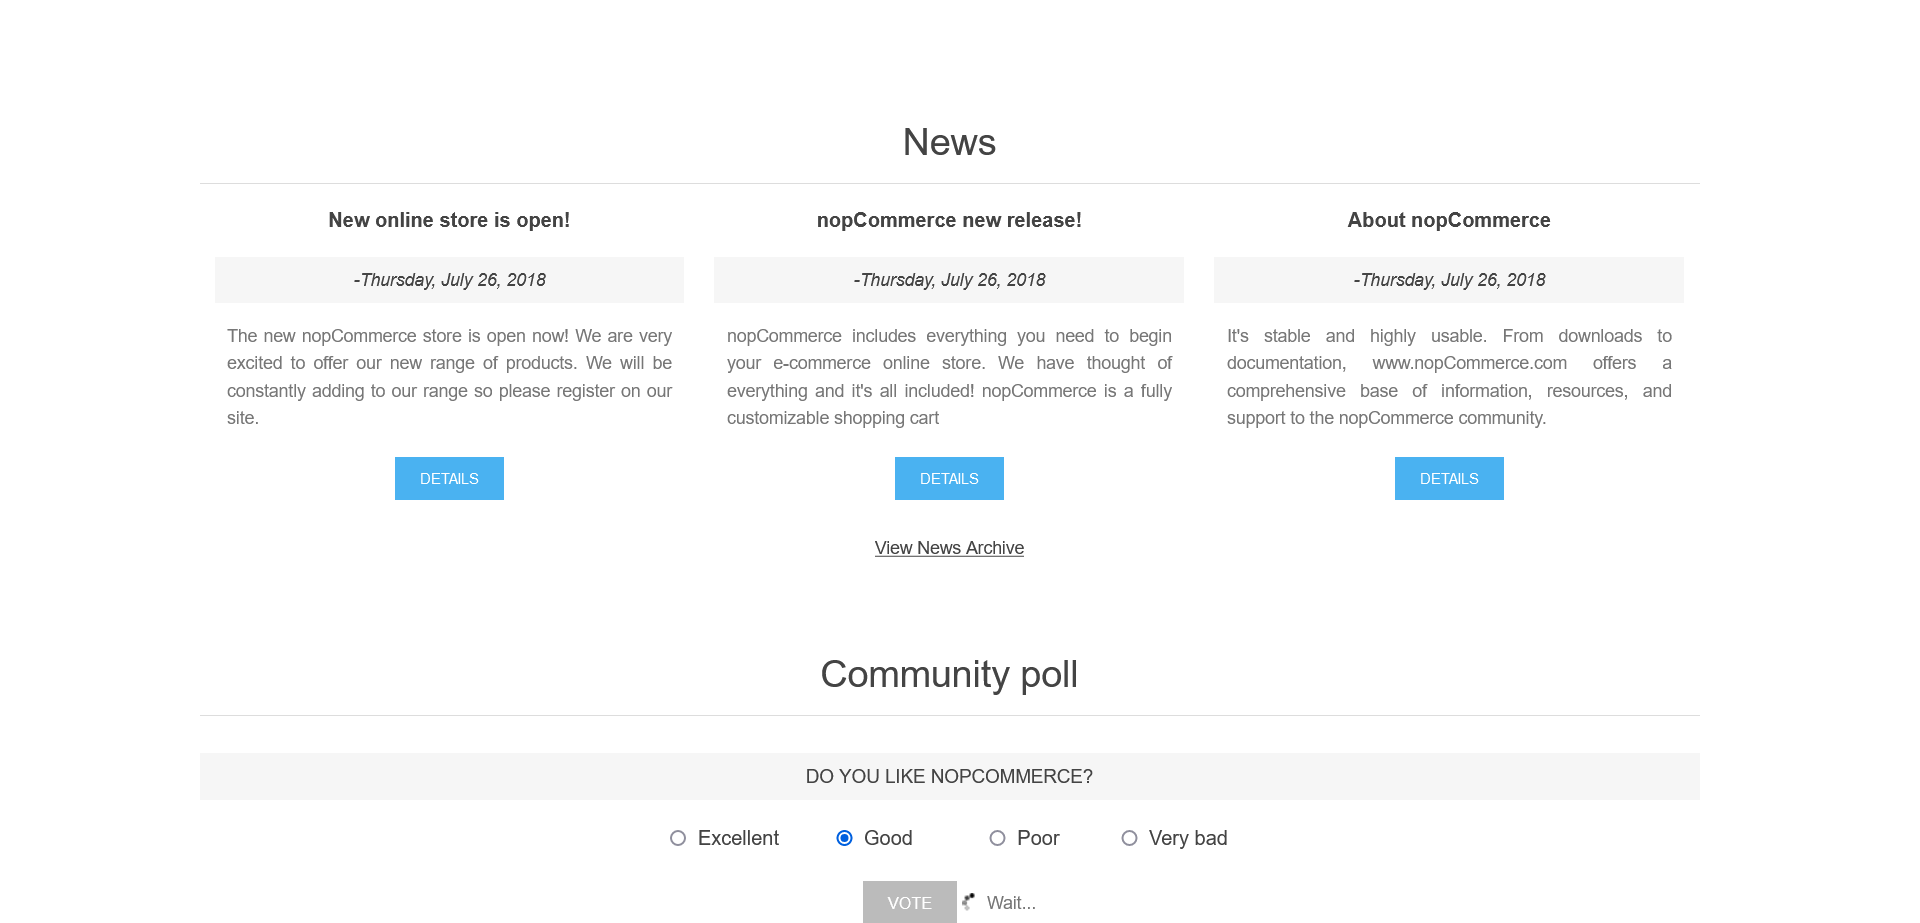 News
New online store is open!
-Thursday, July 26, 2018
The new nopCommerce store is open now! We are very
excited to offer our new range of products. We will be
constantly adding to our range so please register on our
site.
DETAILS
nopCommerce new release!
-Thursday, July 26, 2018
nopCommerce includes everything you need to begin
your e-commerce online store. We have thought of
everything and it's all included! nopCommerce is a fully
customizable shopping cart
DETAILS
About nopCommerce
-Thursday, July 26, 2018
It's stable and highly usable. From downloads to
documentation, www.nopCommerce.com offers a
comprehensive base of information, resources, and
support to the nopCommerce community.
DETAILS
View News Archive
Community poll
DO YOU LIKE NOPCOMMERCE?
Excellent Good Poor Very bad
VOTE Wait...